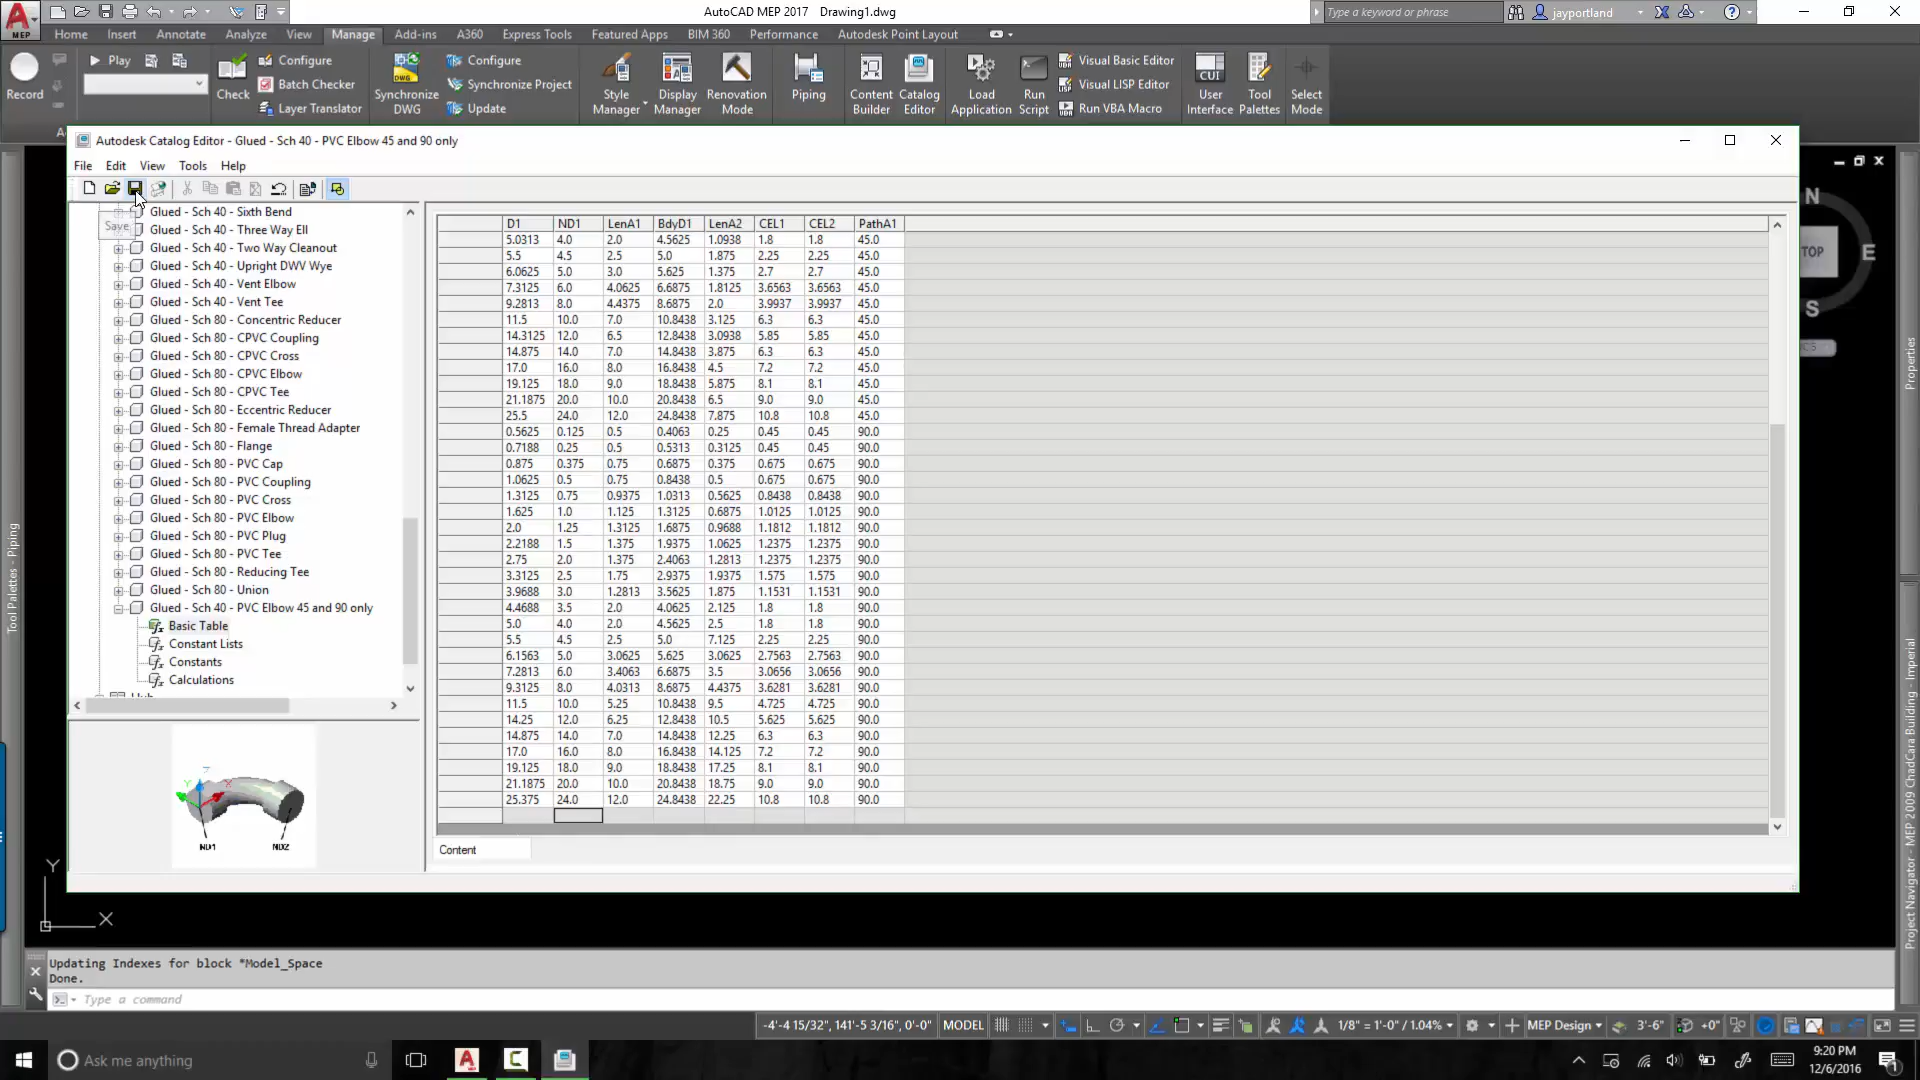 AutoCAD MEP 2017 Drawing1.dwg
Type a keyword or phrase
jayportland
MEP
Home Insert Annotate Analyze View Manage Add-ins A360 Express Tools Featured Apps BIM 360 Performance Autodesk Point Layout
Record
Play
Check
Configure
Batch Checker
Layer Translator
Synchronize
DWG
Configure
Synchronize Project
Update
Style
Manager
Display
Manager
Renovation
Mode
Piping
Content
Builder
Catalog
Editor
Load
Application
Run
Script
Visual Basic Editor
Visual LISP Editor
Run VBA Macro
CUI
User
Interface
Tool
Palettes
Select
Mode
Autodesk Catalog Editor - Glued - Sch 40 - PVC Elbow 45 and 90 only
File Edit View Tools Help
Save
Glued - Sch 40 - Sixth Bend
Glued - Sch 40 - Three Way Ell
Glued - Sch 40 - Two Way Cleanout
Glued - Sch 40 - Upright DWV Wye
Glued - Sch 40 - Vent Elbow
Glued - Sch 40 - Vent Tee
Glued - Sch 80 - Concentric Reducer
Glued - Sch 80 - CPVC Coupling
Glued - Sch 80 - CPVC Cross
Glued - Sch 80 - CPVC Elbow
Glued - Sch 80 - CPVC Tee
Glued - Sch 80 - Eccentric Reducer
Glued - Sch 80 - Female Thread Adapter
Glued - Sch 80 - Flange
Glued - Sch 80 - PVC Cap
Glued - Sch 80 - PVC Coupling
Glued - Sch 80 - PVC Cross
Glued - Sch 80 - PVC Elbow
Glued - Sch 80 - PVC Plug
Glued - Sch 80 - PVC Tee
Glued - Sch 80 - Reducing Tee
Glued - Sch 80 - Union
Glued - Sch 40 - PVC Elbow 45 and 90 only
Basic Table
Constant Lists
Constants
Calculations
ND1 ND2
D1 ND1 LenA1 BdyD1 LenA2 CEL1 CEL2 PathA1
5.0313 4.0 2.0 4.5625 1.0938 1.8 1.8 45.0
5.5 4.5 2.5 5.0 1.875 2.25 2.25 45.0
6.0625 5.0 3.0 5.625 1.375 2.7 2.7 45.0
7.3125 6.0 4.0625 6.6875 1.8125 3.6563 3.6563 45.0
9.2813 8.0 4.4375 8.6875 2.0 3.9937 3.9937 45.0
11.5 10.0 7.0 10.8438 3.125 6.3 6.3 45.0
14.3125 12.0 6.5 12.8438 3.0938 5.85 5.85 45.0
14.875 14.0 7.0 14.8438 3.875 6.3 6.3 45.0
17.0 16.0 8.0 16.8438 4.5 7.2 7.2 45.0
19.125 18.0 9.0 18.8438 5.875 8.1 8.1 45.0
21.1875 20.0 10.0 20.8438 6.5 9.0 9.0 45.0
25.5 24.0 12.0 24.8438 7.875 10.8 10.8 45.0
0.5625 0.125 0.5 0.4063 0.25 0.45 0.45 90.0
0.7188 0.25 0.5 0.5313 0.3125 0.45 0.45 90.0
0.875 0.375 0.75 0.6875 0.375 0.675 0.675 90.0
1.0625 0.5 0.75 0.8438 0.5 0.675 0.675 90.0
1.3125 0.75 0.9375 1.0313 0.5625 0.8438 0.8438 90.0
1.625 1.0 1.125 1.3125 0.6875 1.0125 1.0125 90.0
2.0 1.25 1.3125 1.6875 0.9688 1.1812 1.1812 90.0
2.2188 1.5 1.375 1.9375 1.0625 1.2375 1.2375 90.0
2.75 2.0 1.375 2.4063 1.2813 1.2375 1.2375 90.0
3.3125 2.5 1.75 2.9375 1.9375 1.575 1.575 90.0
3.9688 3.0 1.2813 3.5625 1.875 1.1531 1.1531 90.0
4.4688 3.5 2.0 4.0625 2.125 1.8 1.8 90.0
5.0 4.0 2.0 4.5625 2.5 1.8 1.8 90.0
5.5 4.5 2.5 5.0 7.125 2.25 2.25 90.0
6.1563 5.0 3.0625 5.625 3.0625 2.7563 2.7563 90.0
7.2813 6.0 3.4063 6.6875 3.5 3.0656 3.0656 90.0
9.3125 8.0 4.0313 8.6875 4.4375 3.6281 3.6281 90.0
11.5 10.0 5.25 10.8438 9.5 4.725 4.725 90.0
14.25 12.0 6.25 12.8438 10.5 5.625 5.625 90.0
14.875 14.0 7.0 14.8438 12.25 6.3 6.3 90.0
17.0 16.0 8.0 16.8438 14.125 7.2 7.2 90.0
19.125 18.0 9.0 18.8438 17.25 8.1 8.1 90.0
21.1875 20.0 10.0 20.8438 18.75 9.0 9.0 90.0
25.375 24.0 12.0 24.8438 22.25 10.8 10.8 90.0
Content
N
TOP
E
S
Tool Palettes - Piping
Properties
Project Navigator - MEP 2009 ChadCara Building - Imperial
Y
X
Updating Indexes for block *Model_Space
Done.
Type a command
-4'-4 15/32", 141'-5 3/16", 0'-0" MODEL 1/8" = 1'-0" / 1.04% MEP Design 3'-6" +0"
Ask me anything
9:20 PM
12/6/2016